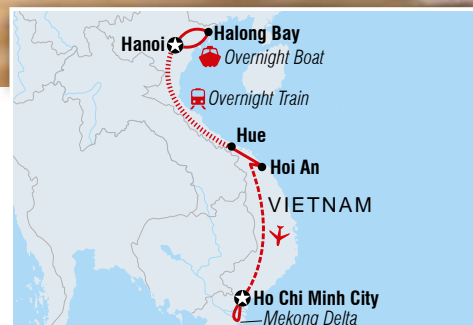 Halong Bay
Hanoi
Overnight Boat
Overnight Train
Hue
Hoi An
VIETNAM
Ho Chi Minh City
Mekong Delta